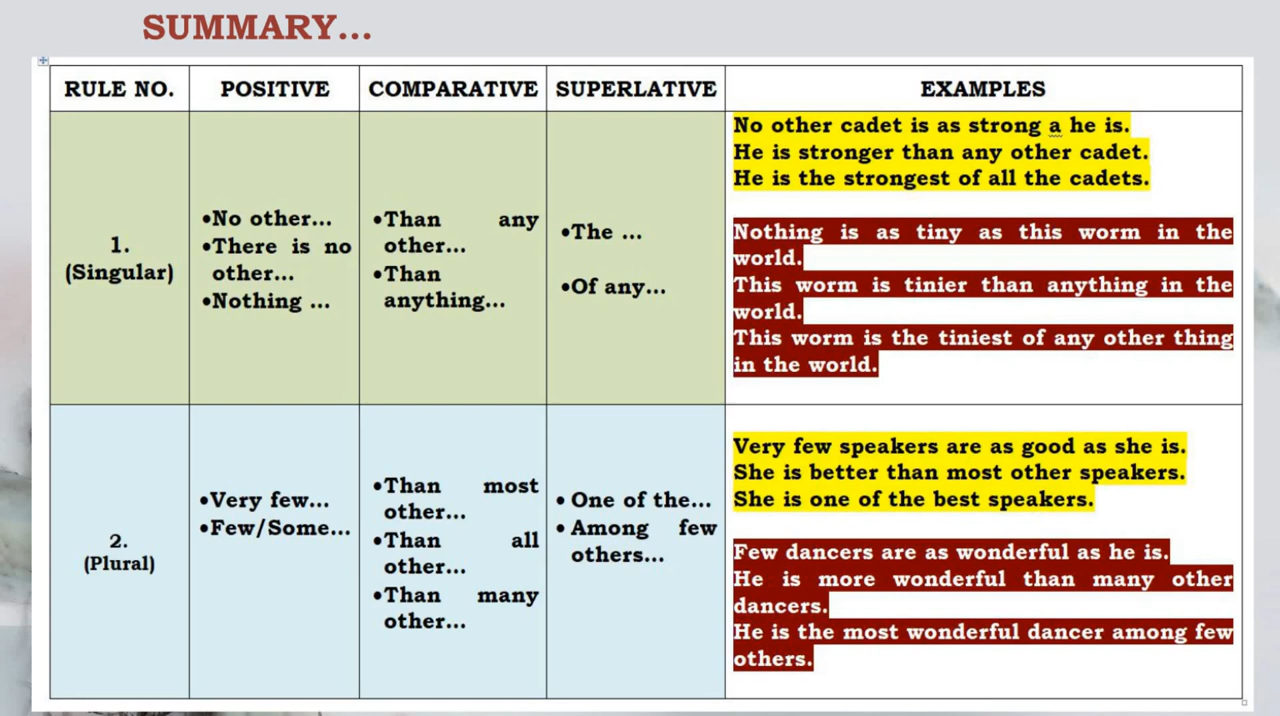 SUMMARY...
RULE NO. POSITIVE COMPARATIVE SUPERLATIVE EXAMPLES
1.
(Singular)
•No other...
•There is no
other...
•Nothing ...
•Than any
other...
•Than
anything...
•The ...
•Of any...
No other cadet is as strong a he is.
He is stronger than any other cadet.
He is the strongest of all the cadets.
Nothing is as tiny as this worm in the
world.
This worm is tinier than anything in the
world.
This worm is the tiniest of any other thing
in the world.
2.
(Plural)
•Very few...
•Few/Some...
•Than most
other...
•Than all
other...
•Than many
other...
• One of the...
• Among few
others...
Very few speakers are as good as she is.
She is better than most other speakers.
She is one of the best speakers.
Few dancers are as wonderful as he is.
He is more wonderful than many other
dancers.
He is the most wonderful dancer among few
others.